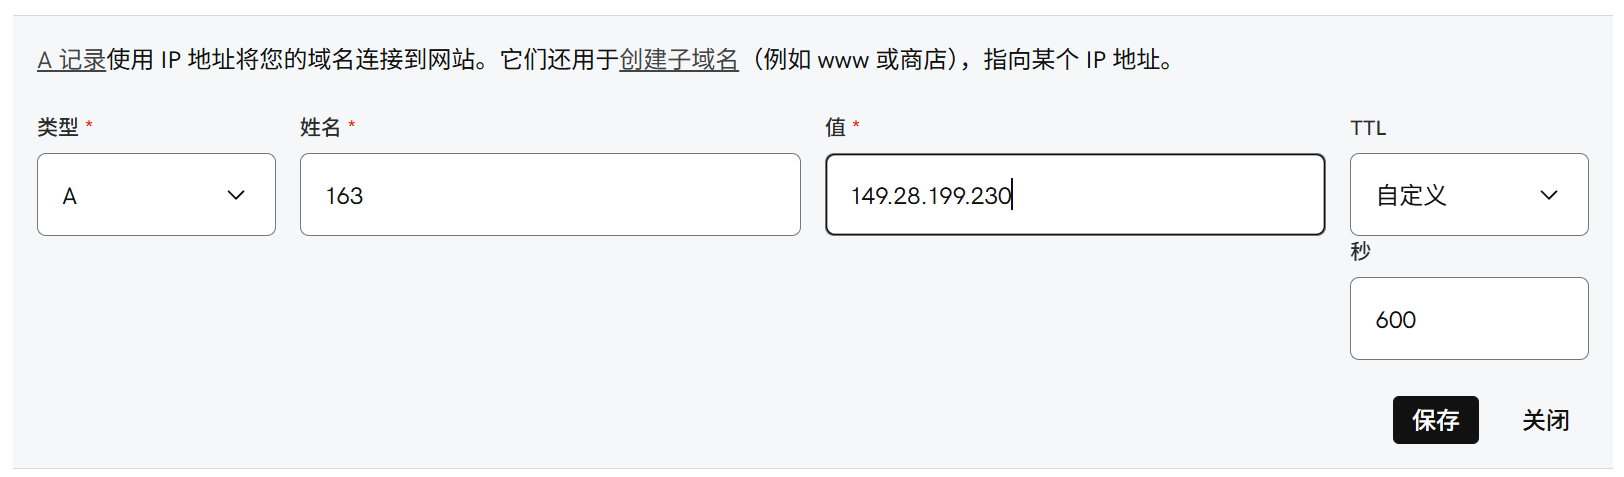 A 记录使用 IP 地址将您的域名连接到网站。它们还用于创建子域名（例如 www 或商店），指向某个 IP 地址。
类型 * 姓名 * 值 * TTL
A 163 149.28.199.230 自定义
秒
600
保存 关闭